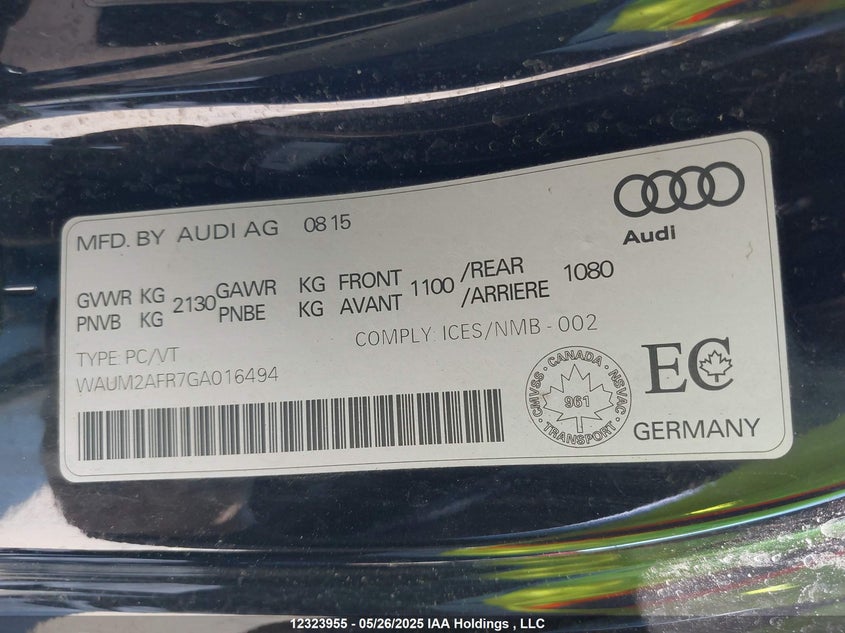 Audi
MFD. BY AUDI AG 0815
GVWR KG 2130 GAWR KG FRONT 1100 /REAR 1080
PNVB KG PNBE KG AVANT /ARRIERE
COMPLY: ICES/NMB-002
TYPE: PC/VT
WAUM2AFR7GA016494
CMVSS · CANADA · NSVAC · TRANSPORT
961
EC
GERMANY
12323955 - 05/26/2025 IAA Holdings , LLC